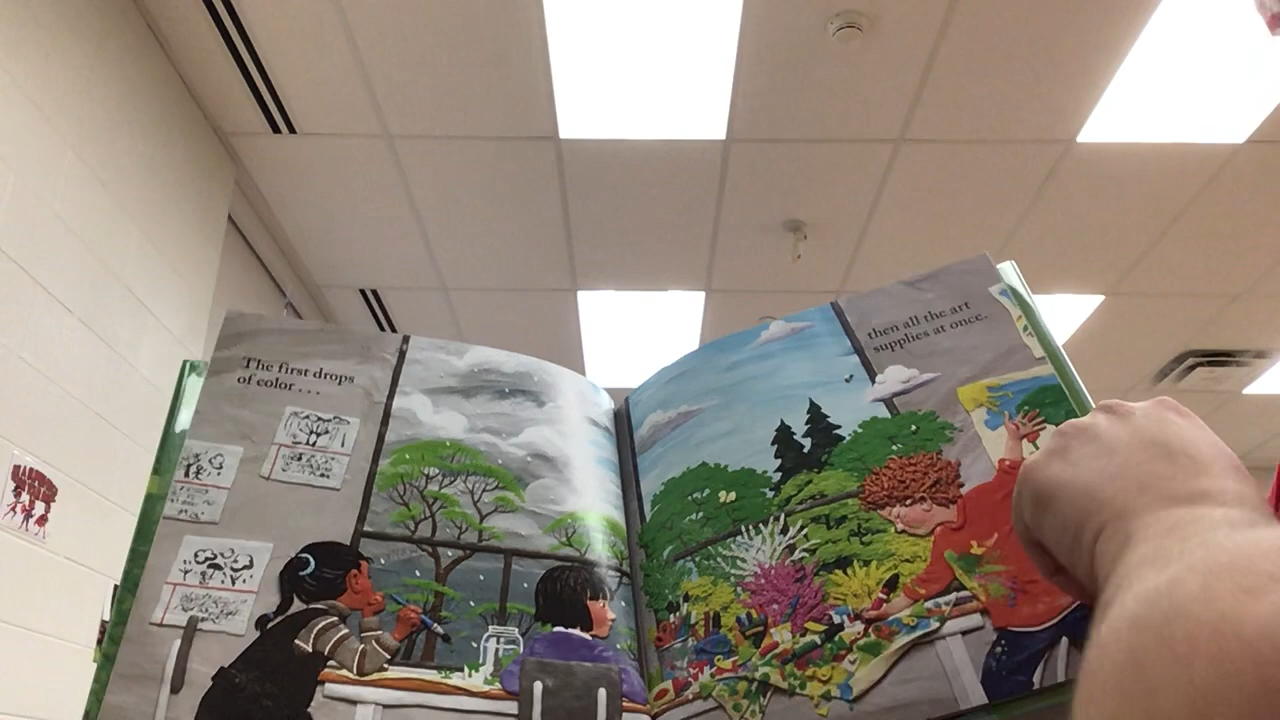 The first drops
of color . . .
then all the art
supplies at once.